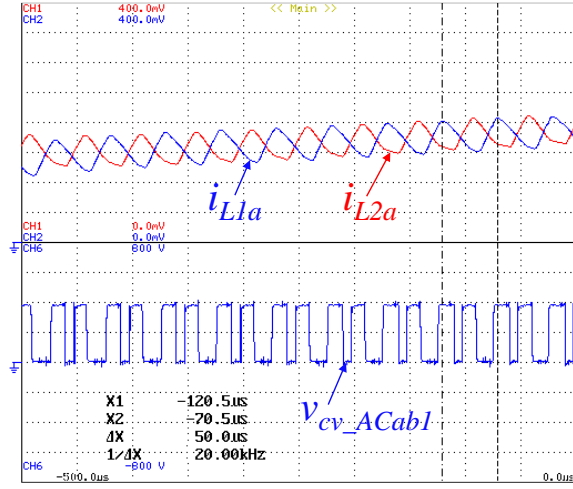 CH1 400.0mV << Main >>
CH2 400.0mV
iL1a iL2a
CH1 0.0mV
CH2 0.0mV
CH6 800 V
vcv_ACab1
X1 -120.5us
X2 -70.5us
ΔX 50.0us
1/ΔX 20.00kHz
CH6 -800 V
-500.0us 0.0us